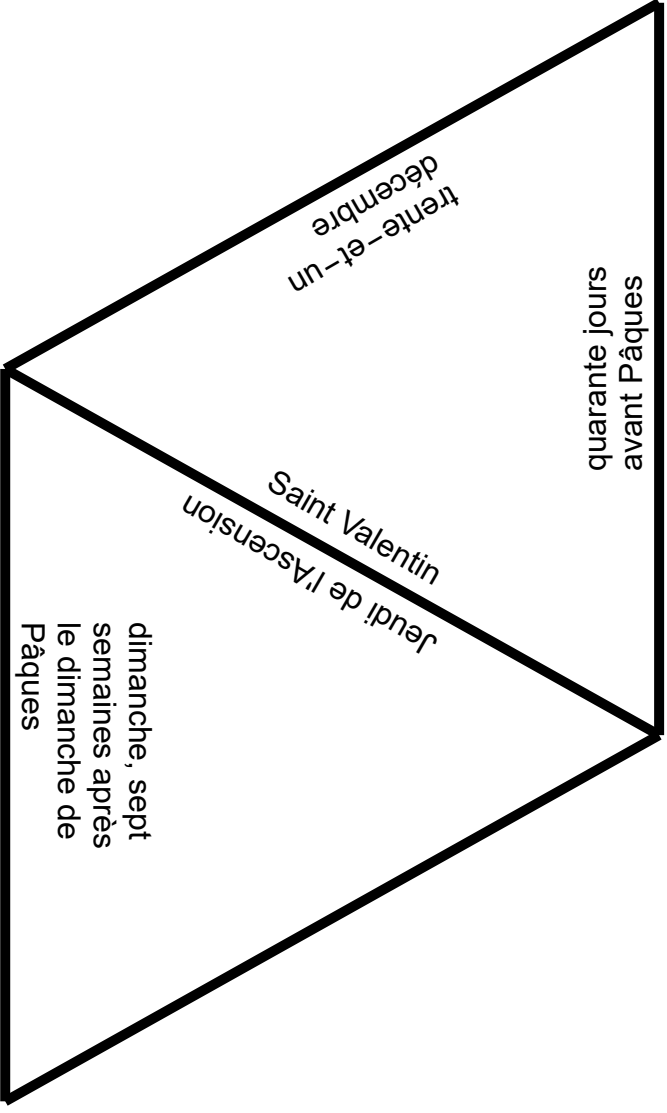 trente-et-un
décembre
quarante jours
avant Pâques
Saint Valentin
Jeudi de l'Ascension
dimanche, sept
semaines après
le dimanche de
Pâques